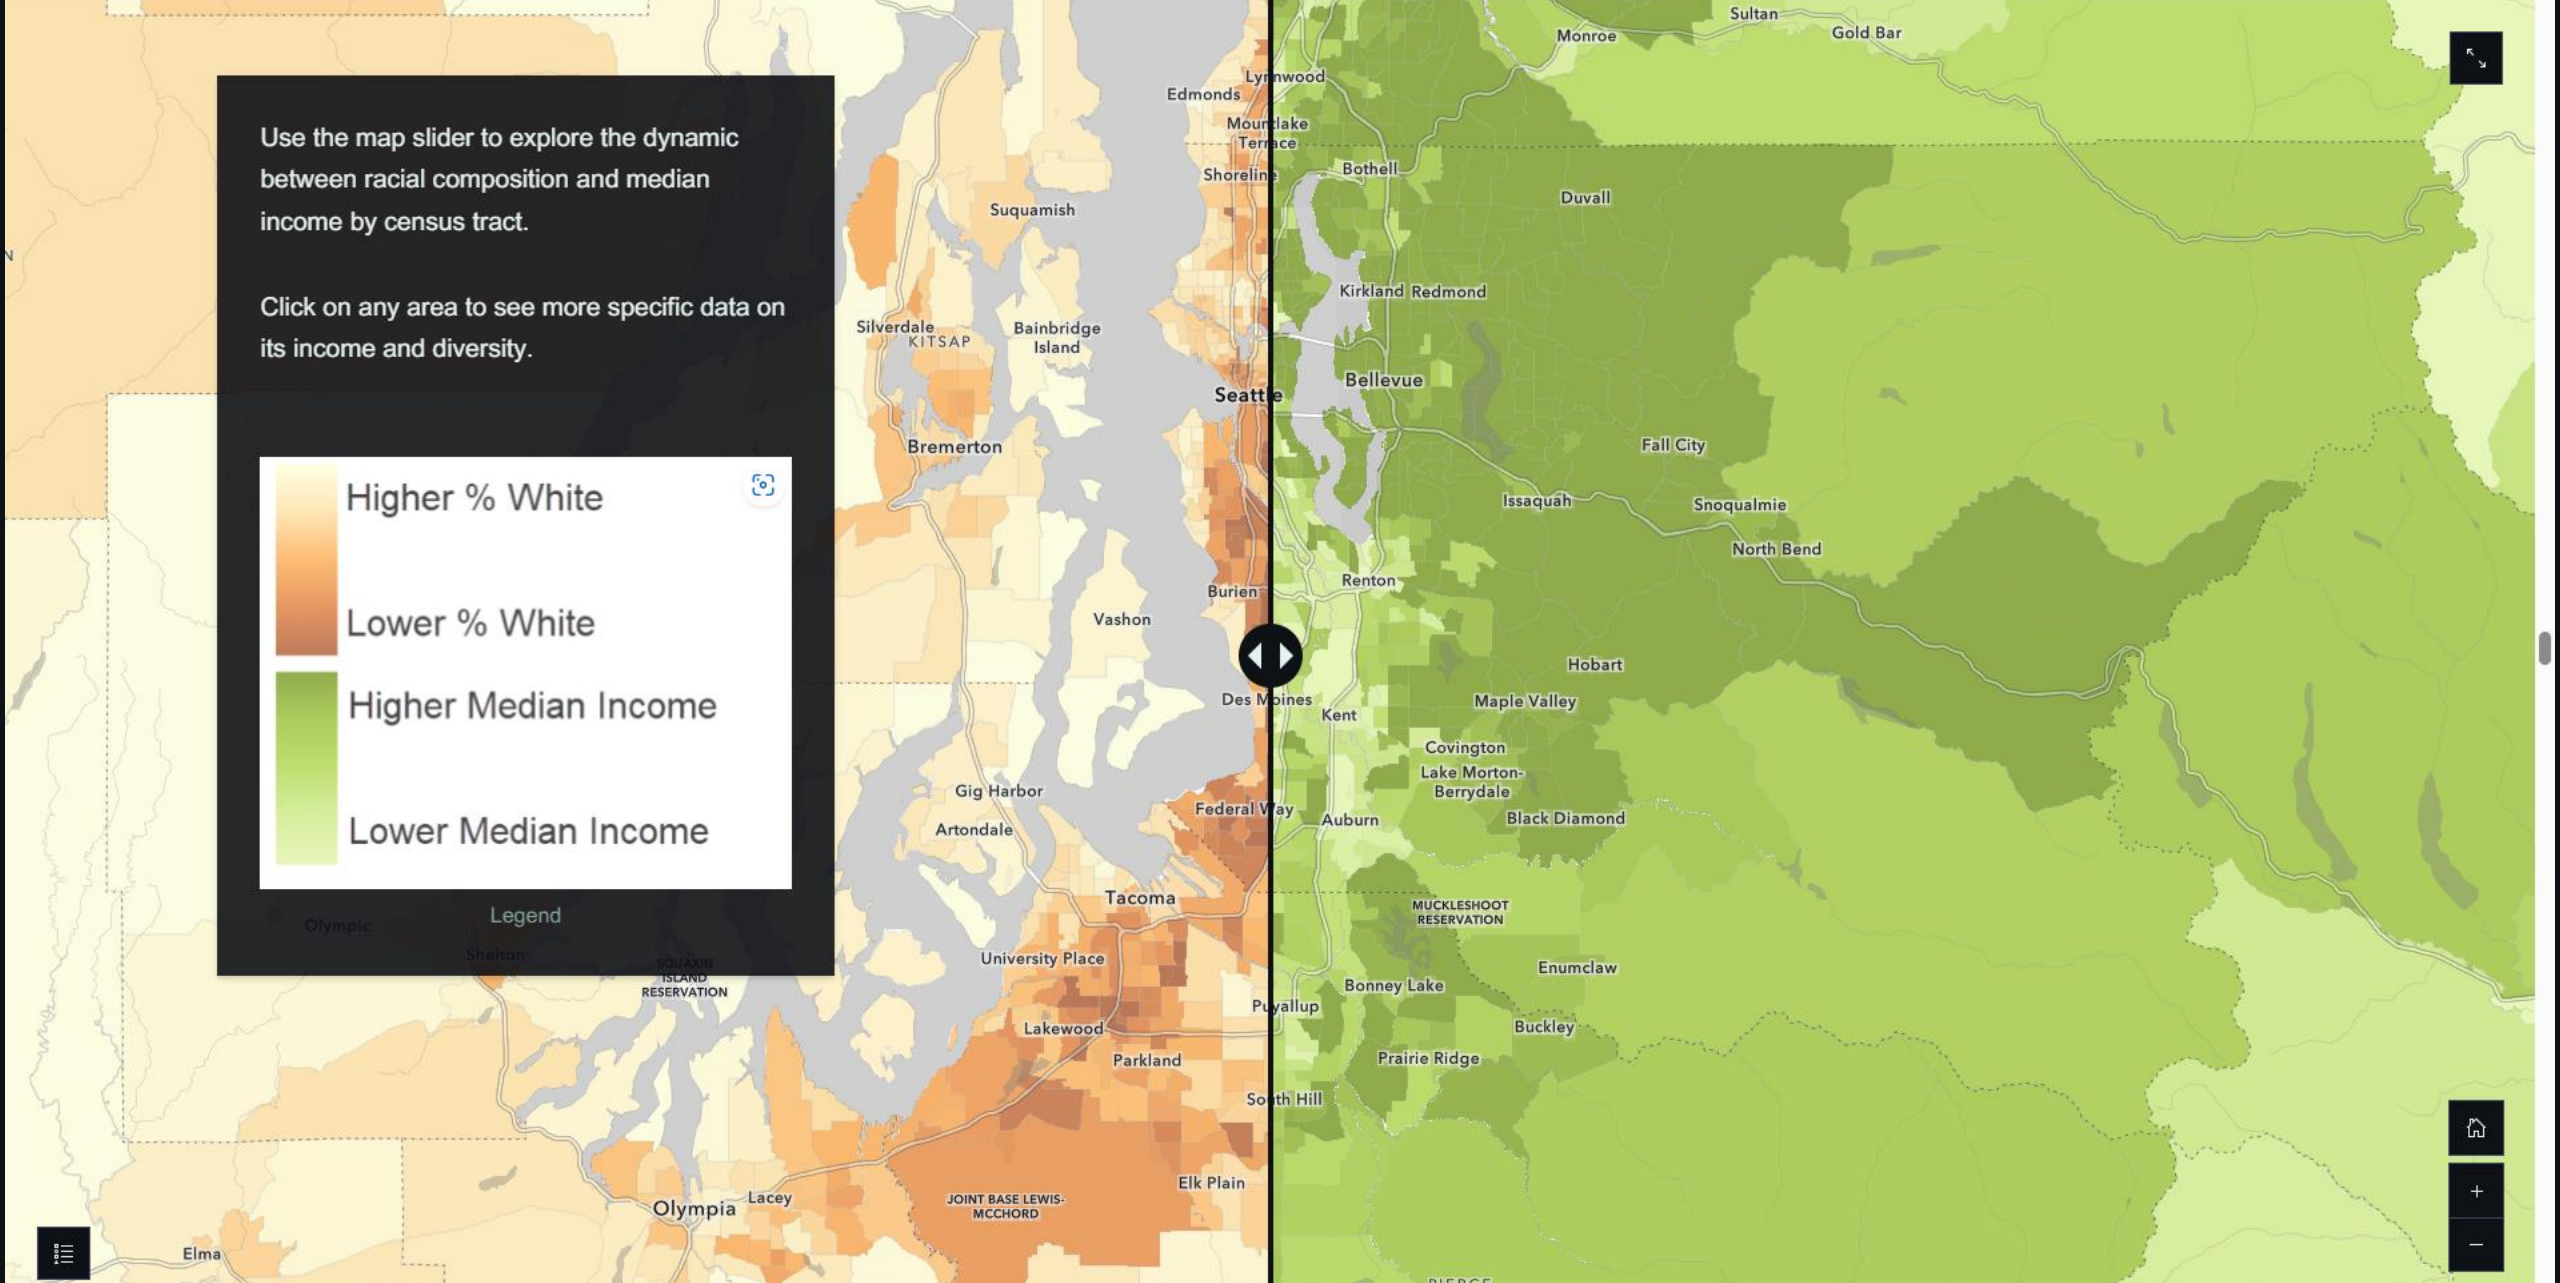 Use the map slider to explore the dynamic
between racial composition and median
income by census tract.
Click on any area to see more specific data on
its income and diversity.
Higher % White
Lower % White
Higher Median Income
Lower Median Income
Legend
Olympic
Shelton
SQUAXIN
ISLAND
RESERVATION
N
Elma
Olympia
Lacey
JOINT BASE LEWIS-
MCCHORD
Elk Plain
Suquamish
Silverdale
KITSAP
Bainbridge
Island
Bremerton
Vashon
Gig Harbor
Artondale
Tacoma
University Place
Lakewood
Parkland
Edmonds
Lynnwood
Mountlake
Terrace
Shoreline
Seattle
Burien
Des Moines
Federal Way
Puyallup
South Hill
Sultan
Monroe
Gold Bar
Bothell
Duvall
Kirkland
Redmond
Bellevue
Fall City
Issaquah
Snoqualmie
North Bend
Renton
Hobart
Maple Valley
Kent
Covington
Lake Morton-
Berrydale
Black Diamond
Auburn
MUCKLESHOOT
RESERVATION
Enumclaw
Bonney Lake
Buckley
Prairie Ridge